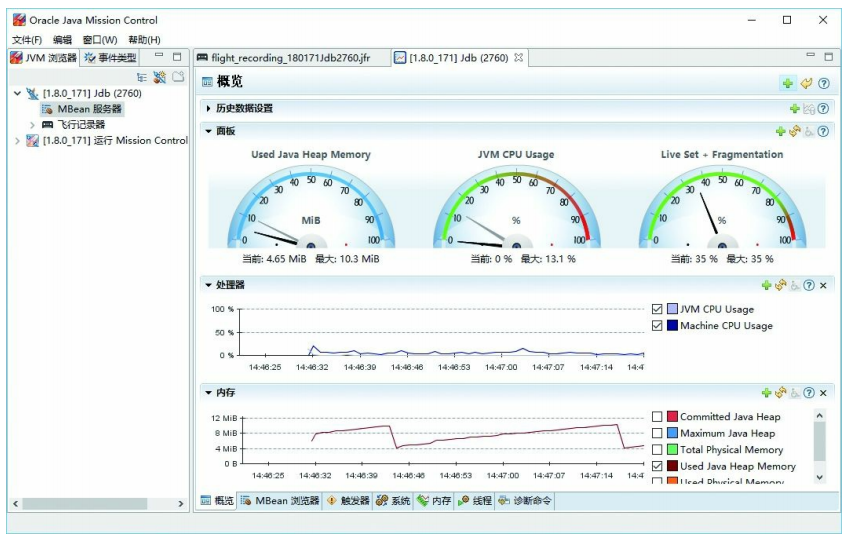 Oracle Java Mission Control
文件(F) 编辑 窗口(W) 帮助(H)
JVM 浏览器 事件类型
flight_recording_180171Jdb2760.jfr
[1.8.0_171] Jdb (2760)
[1.8.0_171] Jdb (2760)
MBean 服务器
飞行记录器
[1.8.0_171] 运行 Mission Control
概览
历史数据设置
面板
Used Java Heap Memory
0 10 20 30 40 50 60 70 80 90 100
MiB
当前: 4.65 MiB 最大: 10.3 MiB
JVM CPU Usage
0 10 20 30 40 50 60 70 80 90 100
%
当前: 0 % 最大: 13.1 %
Live Set + Fragmentation
0 10 20 30 40 50 60 70 80 90 100
%
当前: 35 % 最大: 35 %
处理器
100 %
50 %
0 %
14:46:25 14:46:32 14:46:39 14:46:46 14:46:53 14:47:00 14:47:07 14:47:14 14:4
JVM CPU Usage
Machine CPU Usage
内存
12 MiB
8 MiB
4 MiB
0 B
14:46:25 14:46:32 14:46:39 14:46:46 14:46:53 14:47:00 14:47:07 14:47:14 14:4
Committed Java Heap
Maximum Java Heap
Total Physical Memory
Used Java Heap Memory
Used Physical Memory
概览 MBean 浏览器 触发器 系统 内存 线程 诊断命令